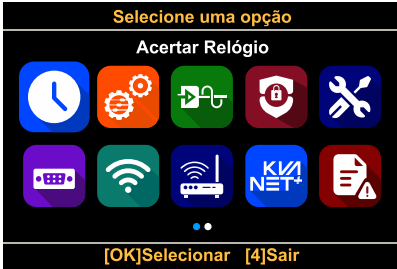 Selecione uma opção
Acertar Relógio
KVA
NET+
[OK]Selecionar [4]Sair